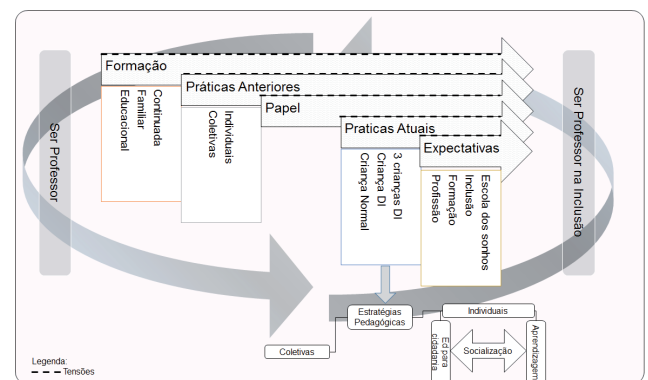 Ser Professor
Formação
Continuada
Familiar
Educacional
Práticas Anteriores
Individuais
Coletivas
Papel
Praticas Atuais
3 crianças DI
Criança DI
Criança Normal
Expectativas
Escola dos sonhos
Inclusão
Formação
Profissão
Ser Professor na Inclusão
Estratégias
Pedagógicas
Coletivas
Individuais
Ed para
cidadania
Socialização
Aprendizagem
Legenda:
Tensões